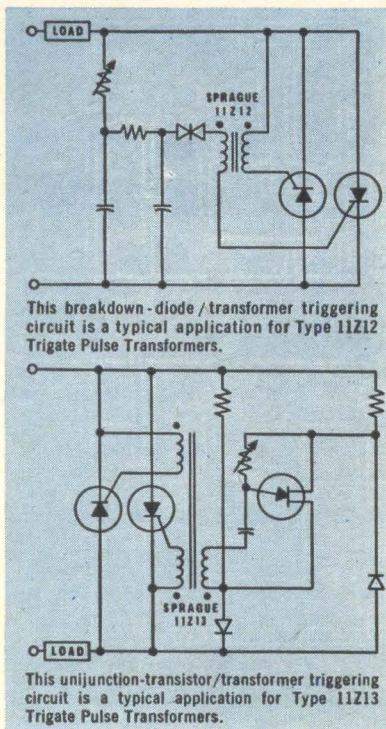 LOAD
SPRAGUE
11Z12
This breakdown-diode/transformer triggering
circuit is a typical application for Type 11Z12
Trigate Pulse Transformers.
SPRAGUE
11Z13
LOAD
This unijunction-transistor/transformer triggering
circuit is a typical application for Type 11Z13
Trigate Pulse Transformers.